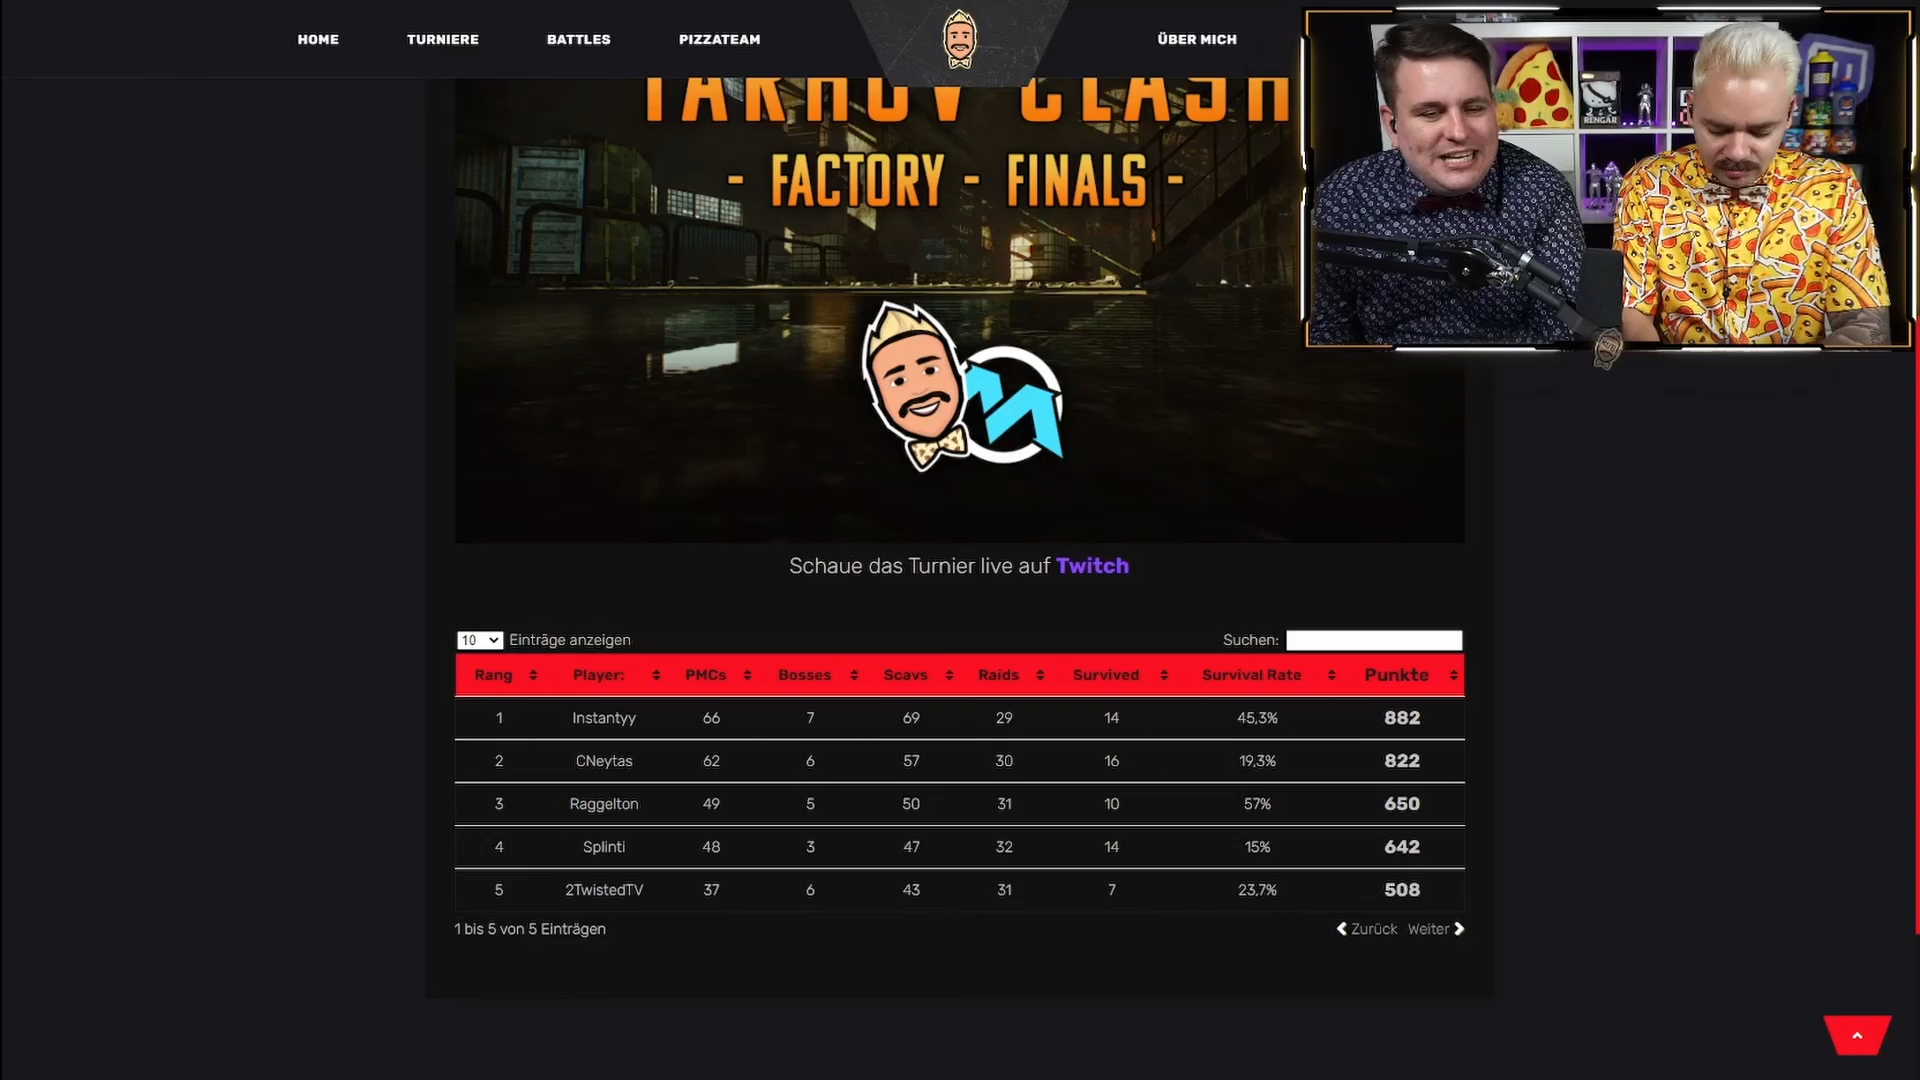 HOME TURNIERE BATTLES PIZZATEAM ÜBER MICH
TARKOV CLASH
- FACTORY - FINALS -
RENGAR
Schaue das Turnier live auf Twitch
10 Einträge anzeigen Suchen:
Rang Player: PMCs Bosses Scavs Raids Survived Survival Rate Punkte
1 Instantyy 66 7 69 29 14 45,3% 882
2 CNeytas 62 6 57 30 16 19,3% 822
3 Raggelton 49 5 50 31 10 57% 650
4 Splinti 48 3 47 32 14 15% 642
5 2TwistedTV 37 6 43 31 7 23,7% 508
1 bis 5 von 5 Einträgen Zurück Weiter